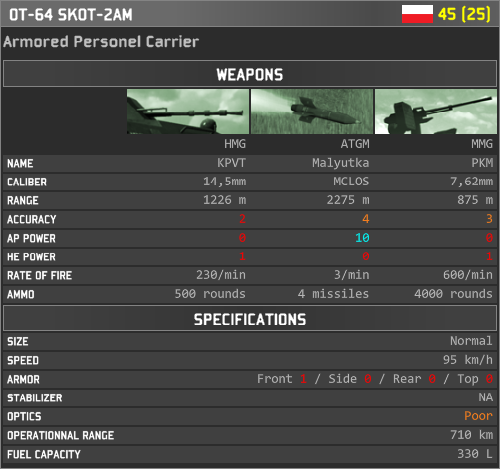 OT-64 SKOT-2AM 45 (25)
Armored Personel Carrier
WEAPONS
HMG ATGM MMG
NAME KPVT Malyutka PKM
CALIBER 14,5mm MCLOS 7,62mm
RANGE 1226 m 2275 m 875 m
ACCURACY 2 4 3
AP POWER 0 10 0
HE POWER 1 0 1
RATE OF FIRE 230/min 3/min 600/min
AMMO 500 rounds 4 missiles 4000 rounds
SPECIFICATIONS
SIZE Normal
SPEED 95 km/h
ARMOR Front 1 / Side 0 / Rear 0 / Top 0
STABILIZER NA
OPTICS Poor
OPERATIONNAL RANGE 710 km
FUEL CAPACITY 330 L